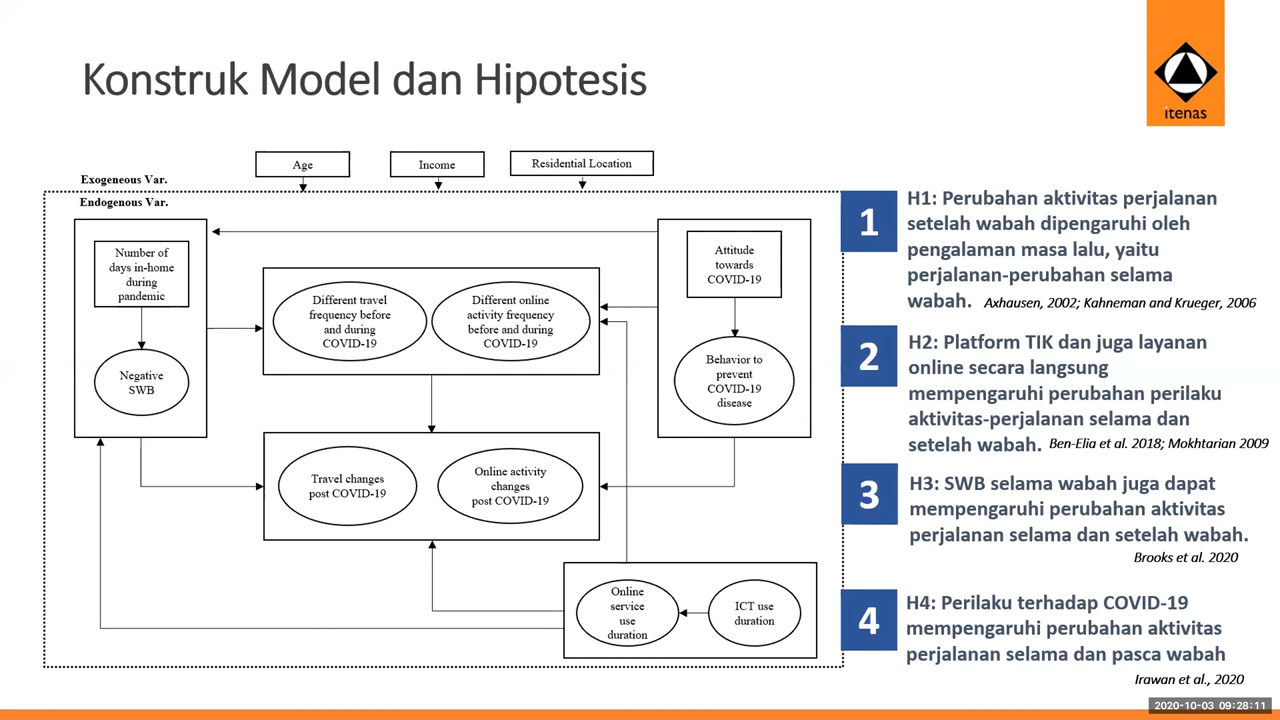 Konstruk Model dan Hipotesis
itenas
Age
Income
Residential Location
Exogeneous Var.
Endogenous Var.
Number of
days in-home
during
pandemic
Negative
SWB
Different travel
frequency before
and during
COVID-19
Different online
activity frequency
before and during
COVID-19
Attitude
towards
COVID-19
Behavior to
prevent
COVID-19
disease
Travel changes
post COVID-19
Online activity
changes
post COVID-19
Online
service
use
duration
ICT use
duration
1
H1: Perubahan aktivitas perjalanan
setelah wabah dipengaruhi oleh
pengalaman masa lalu, yaitu
perjalanan-perubahan selama
wabah. Axhausen, 2002; Kahneman and Krueger, 2006
2
H2: Platform TIK dan juga layanan
online secara langsung
mempengaruhi perubahan perilaku
aktivitas-perjalanan selama dan
setelah wabah. Ben-Elia et al. 2018; Mokhtarian 2009
3
H3: SWB selama wabah juga dapat
mempengaruhi perubahan aktivitas
perjalanan selama dan setelah wabah.
Brooks et al. 2020
4
H4: Perilaku terhadap COVID-19
mempengaruhi perubahan aktivitas
perjalanan selama dan pasca wabah
Irawan et al., 2020
2020-10-03 09:28:11